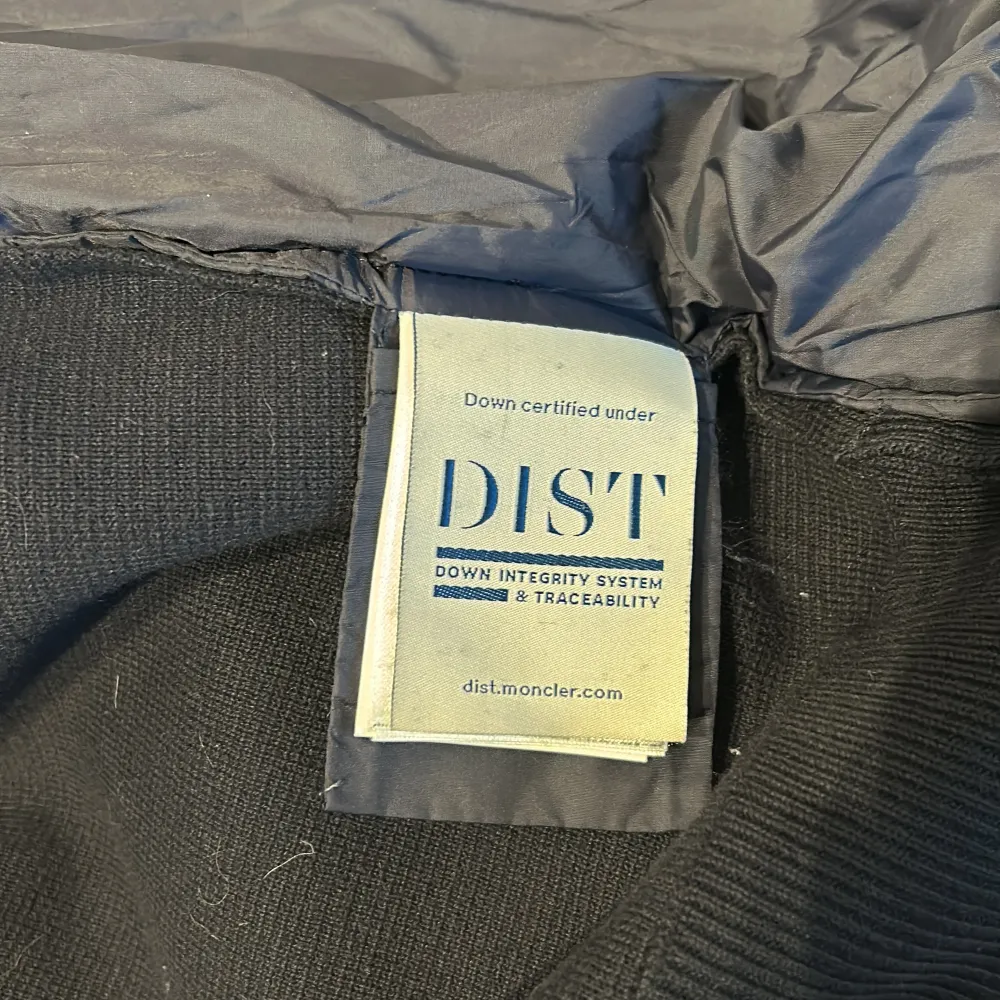 Down certified under
DIST
DOWN INTEGRITY SYSTEM
& TRACEABILITY
dist.moncler.com